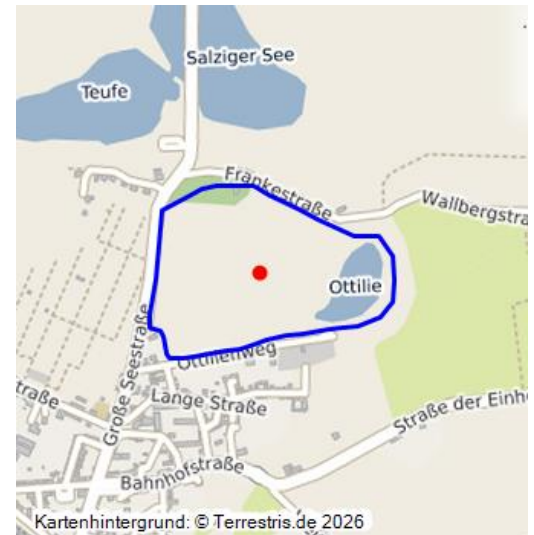 Salziger See
Teufe
Frankestraße
Wallbergstra
Ottilie
Ottilienweg
Große Seestraße
traße
Lange Straße
Straße der Einh
Bahnhofstraße
Kartenhintergrund: © Terrestris.de 2026